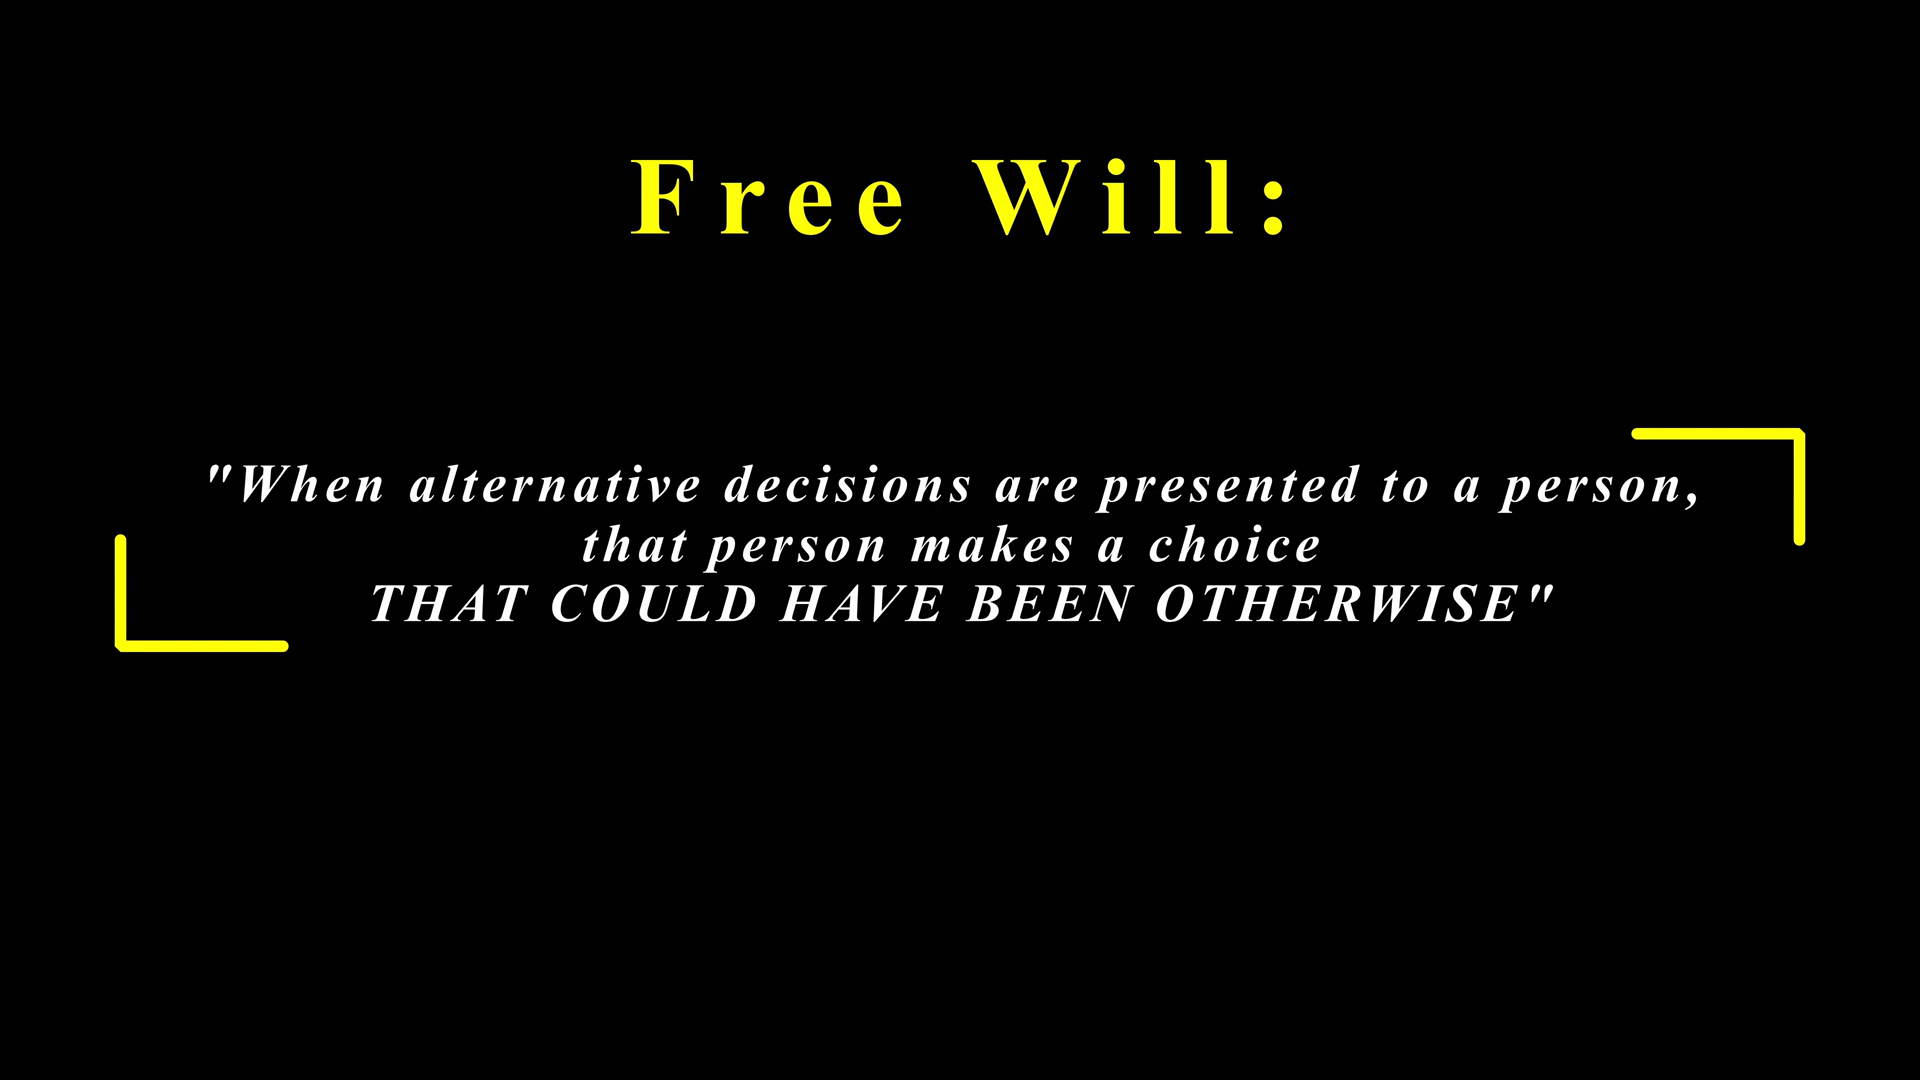 Free Will:
"When alternative decisions are presented to a person,
that person makes a choice
THAT COULD HAVE BEEN OTHERWISE"